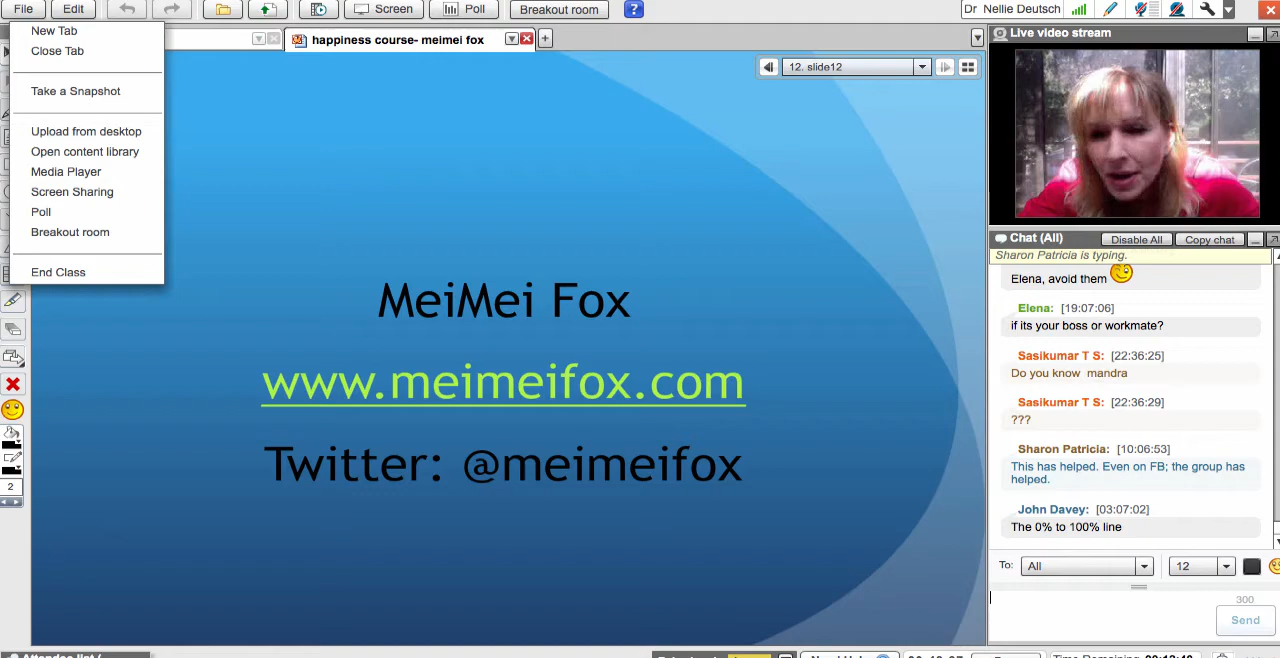 File Edit Screen Poll Breakout room ? Dr Nellie Deutsch
New Tab
Close Tab
Take a Snapshot
Upload from desktop
Open content library
Media Player
Screen Sharing
Poll
Breakout room
End Class
2
happiness course- meimei fox
12. slide12
MeiMei Fox
www.meimeifox.com
Twitter: @meimeifox
Live video stream
Chat (All) Disable All Copy chat
Sharon Patricia is typing.
Elena, avoid them
Elena: [19:07:06]
if its your boss or workmate?
Sasikumar T S: [22:36:25]
Do you know mandra
Sasikumar T S: [22:36:29]
???
Sharon Patricia: [10:06:53]
This has helped. Even on FB; the group has
helped.
John Davey: [03:07:02]
The 0% to 100% line
To: All 12
300
Send